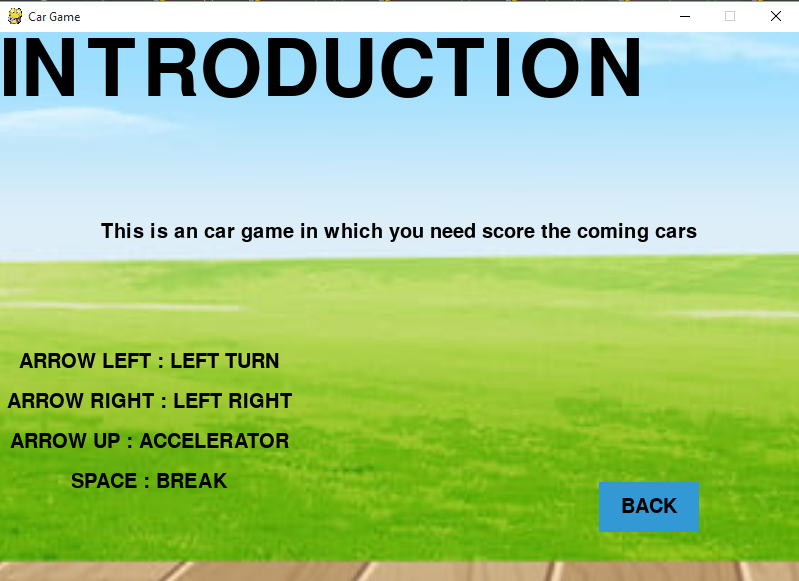 Car Game
INTRODUCTION
This is an car game in which you need score the coming cars
ARROW LEFT : LEFT TURN
ARROW RIGHT : LEFT RIGHT
ARROW UP : ACCELERATOR
SPACE : BREAK
BACK